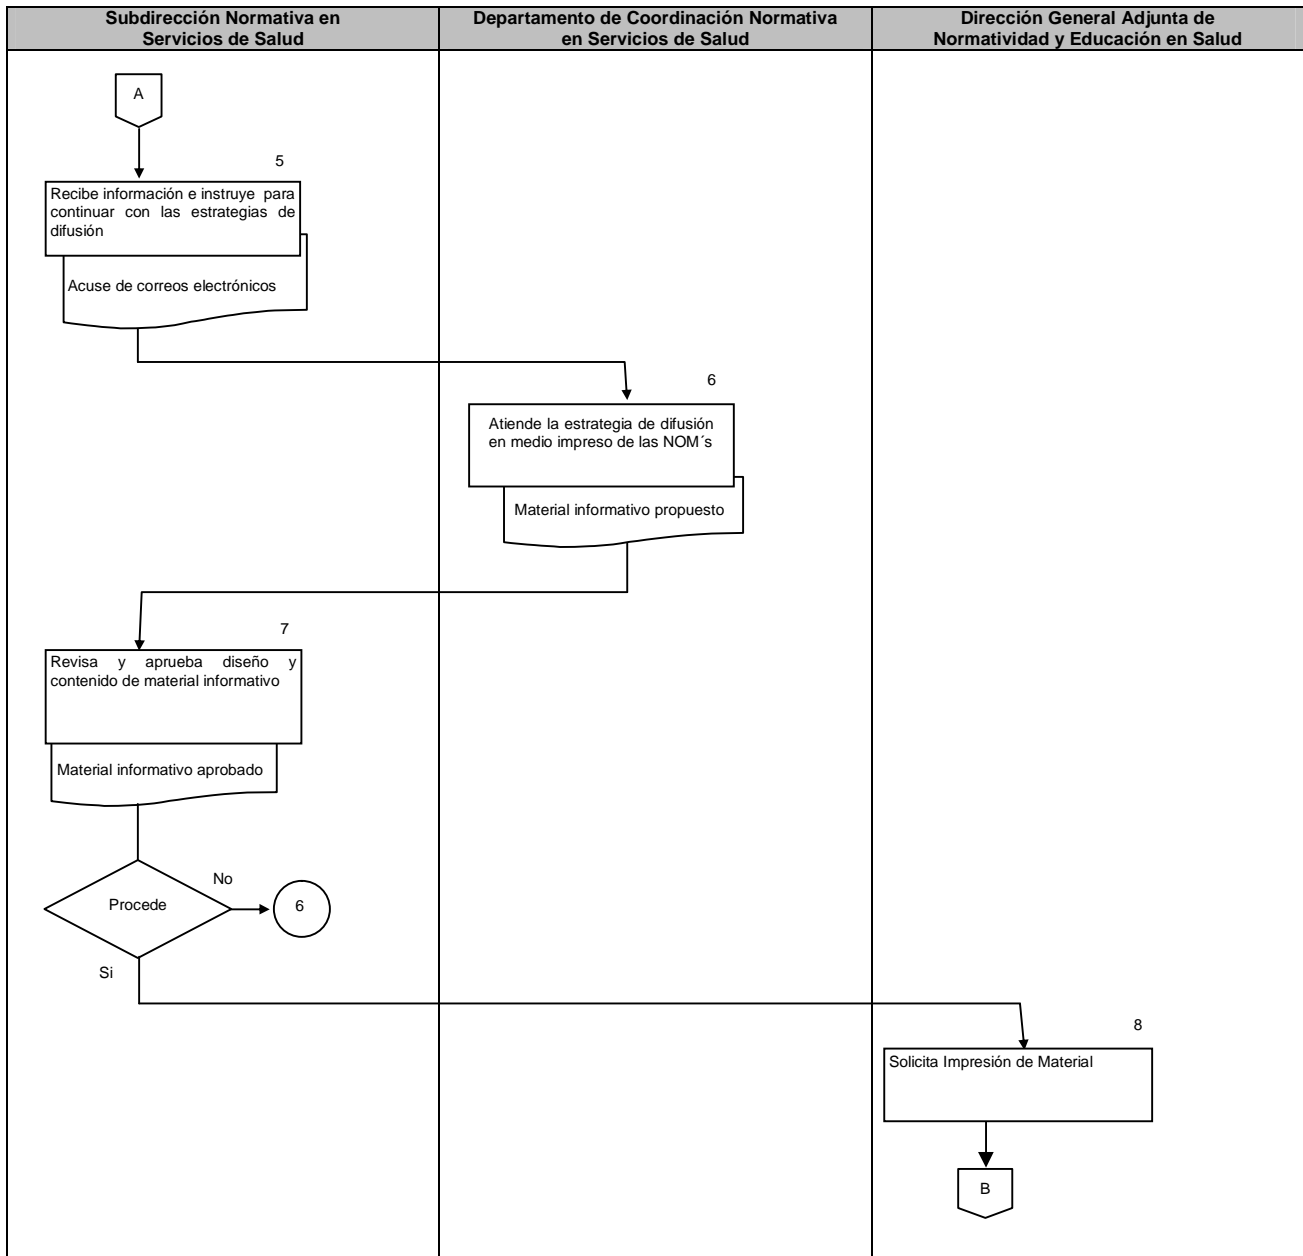 Subdirección Normativa en
Servicios de Salud
Departamento de Coordinación Normativa
en Servicios de Salud
Dirección General Adjunta de
Normatividad y Educación en Salud
A
5
Recibe información e instruye para
continuar con las estrategias de
difusión
Acuse de correos electrónicos
6
Atiende la estrategia de difusión
en medio impreso de las NOM´s
Material informativo propuesto
7
Revisa y aprueba diseño y
contenido de material informativo
Material informativo aprobado
No
Procede
6
Si
8
Solicita Impresión de Material
B